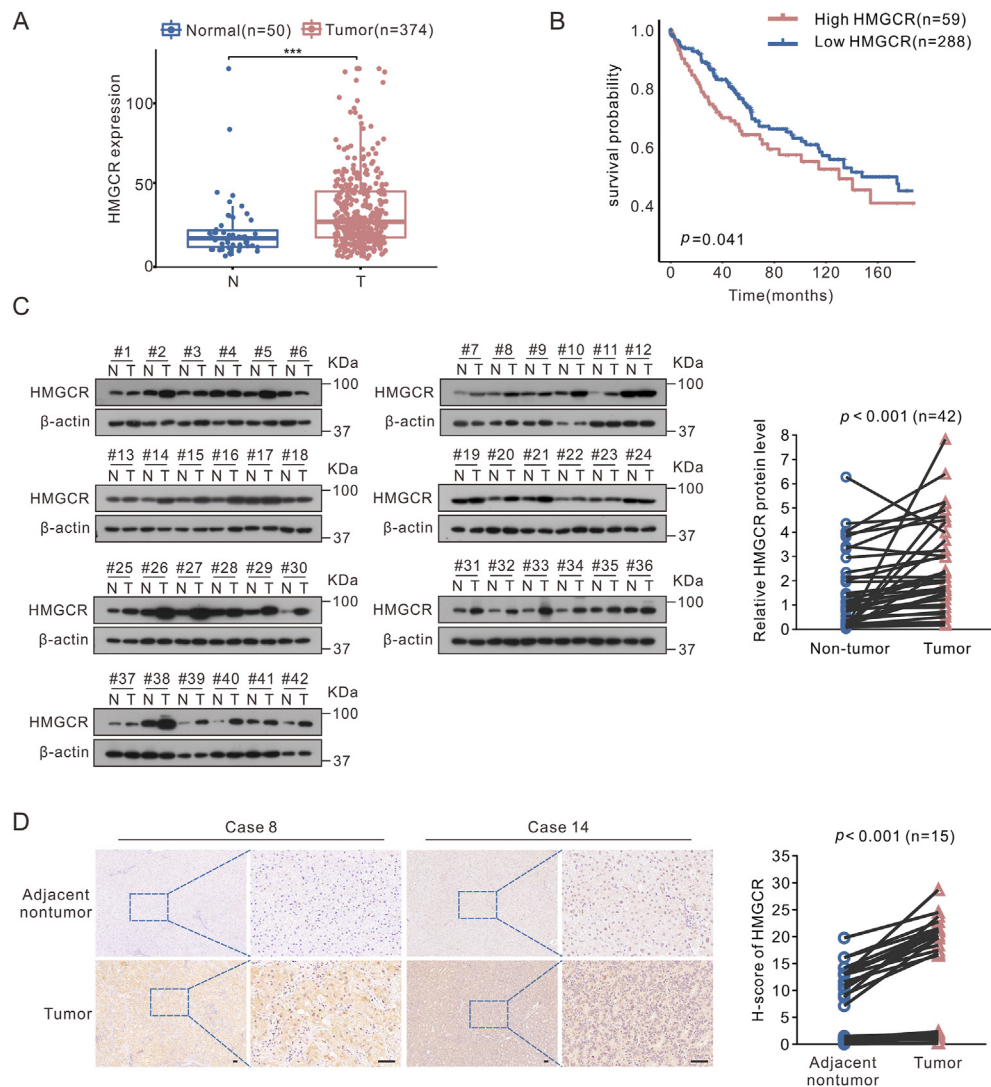 A
Normal(n=50) Tumor(n=374)
***
HMGCR expression
100
50
0
N T
B
High HMGCR(n=59)
Low HMGCR(n=288)
survival probability
1.0
0.8
0.6
0.4
p=0.041
0 40 80 120 160
Time(months)
C
#1 #2 #3 #4 #5 #6
N T N T N T N T N T N T KDa
HMGCR 100
β-actin 37
#7 #8 #9 #10 #11 #12
N T N T N T N T N T N T KDa
HMGCR 100
β-actin 37
#13 #14 #15 #16 #17 #18
N T N T N T N T N T N T KDa
HMGCR 100
β-actin 37
#19 #20 #21 #22 #23 #24
N T N T N T N T N T N T KDa
HMGCR 100
β-actin 37
#25 #26 #27 #28 #29 #30
N T N T N T N T N T N T KDa
HMGCR 100
β-actin 37
#31 #32 #33 #34 #35 #36
N T N T N T N T N T N T KDa
HMGCR 100
β-actin 37
#37 #38 #39 #40 #41 #42
N T N T N T N T N T N T KDa
HMGCR 100
β-actin 37
p< 0.001 (n=42)
Relative HMGCR protein level
8
7
6
5
4
3
2
1
0
Non-tumor Tumor
D
Case 8 Case 14
Adjacent
nontumor
Tumor
p< 0.001 (n=15)
H-score of HMGCR
35
30
25
20
15
10
5
0
Adjacent Tumor
nontumor